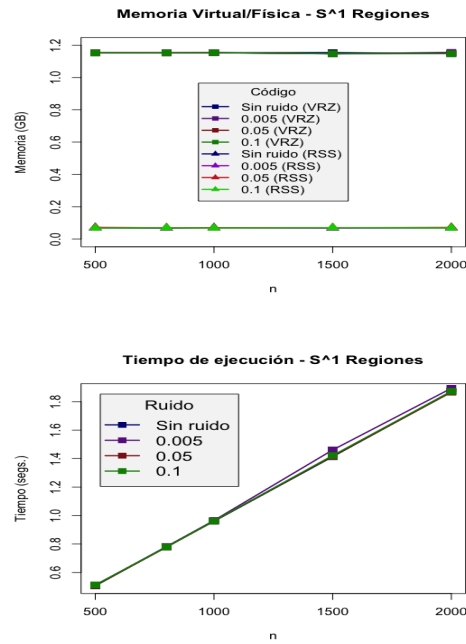 Memoria Virtual/Física - S^1 Regiones
Memoria (GB)
1.2
1.0
0.8
0.6
0.4
0.2
0.0
Código
Sin ruido (VRZ)
0.005 (VRZ)
0.05 (VRZ)
0.1 (VRZ)
Sin ruido (RSS)
0.005 (RSS)
0.05 (RSS)
0.1 (RSS)
500 1000 1500 2000
n
Tiempo de ejecución - S^1 Regiones
Tiempo (segs.)
1.8
1.6
1.4
1.2
1.0
0.8
0.6
Ruido
Sin ruido
0.005
0.05
0.1
500 1000 1500 2000
n